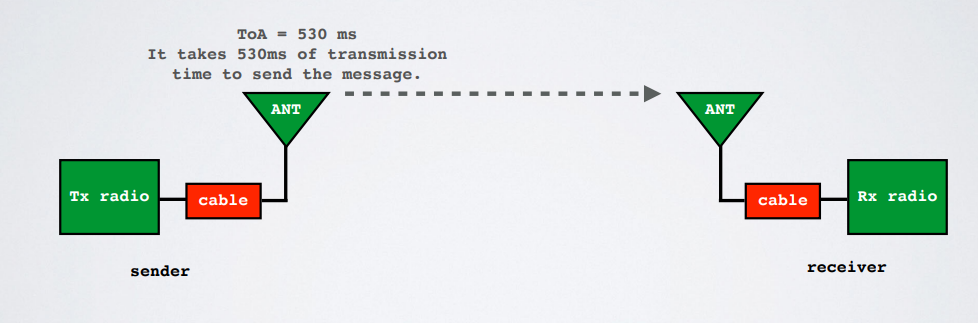 ToA = 530 ms
It takes 530ms of transmission
time to send the message.
ANT
ANT
Tx radio
cable
cable
Rx radio
sender
receiver